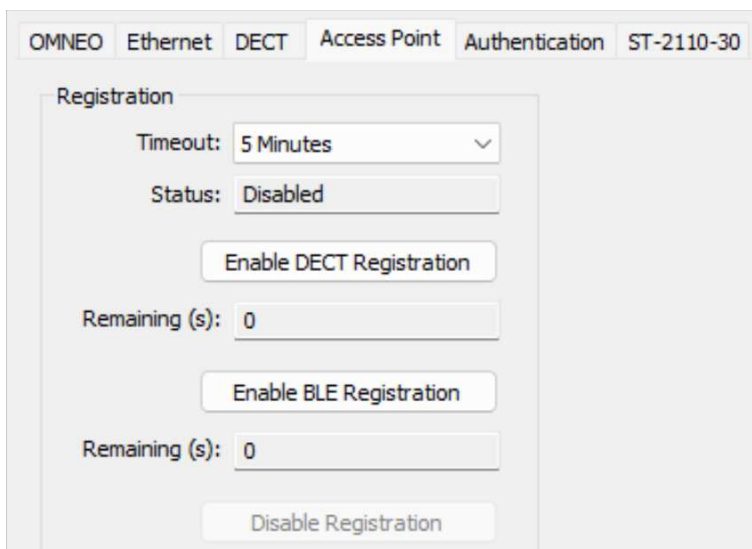 OMNEO Ethernet DECT Access Point Authentication ST-2110-30
Registration
Timeout: 5 Minutes
Status: Disabled
Enable DECT Registration
Remaining (s): 0
Enable BLE Registration
Remaining (s): 0
Disable Registration